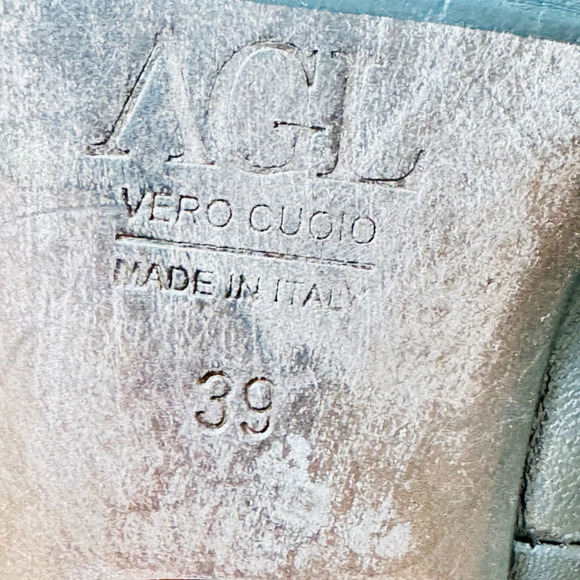 AGL
VERO CUOIO
MADE IN ITALY
39